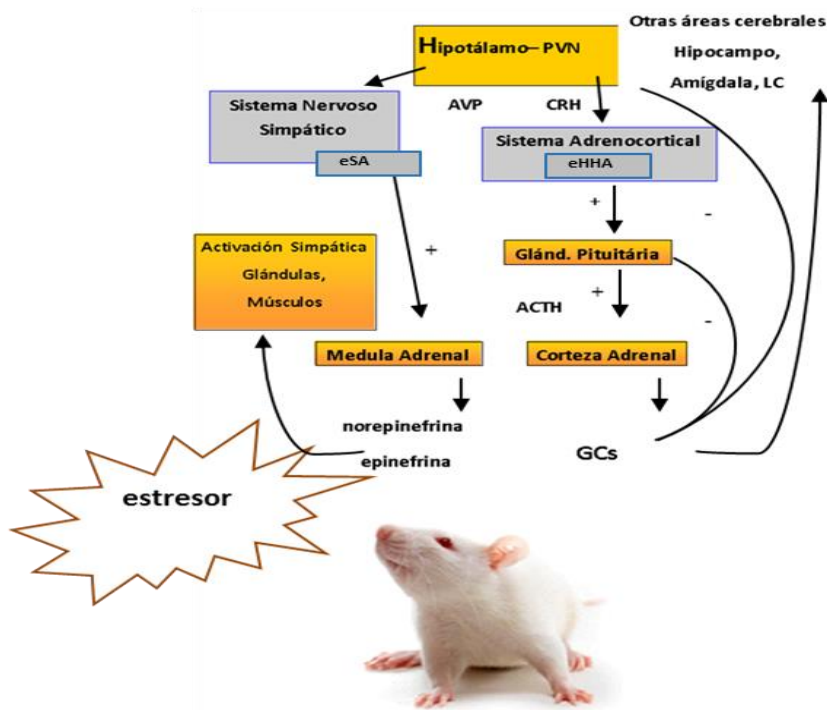 Otras áreas cerebrales
Hipocampo,
Amígdala, LC
Hipotálamo– PVN
AVP
CRH
Sistema Nervoso
Simpático
eSA
Sistema Adrenocortical
eHHA
+
-
Activación Simpática
Glándulas,
Músculos
+
Glánd. Pituitária
+
ACTH
-
Medula Adrenal
Corteza Adrenal
norepinefrina
epinefrina
GCs
estresor